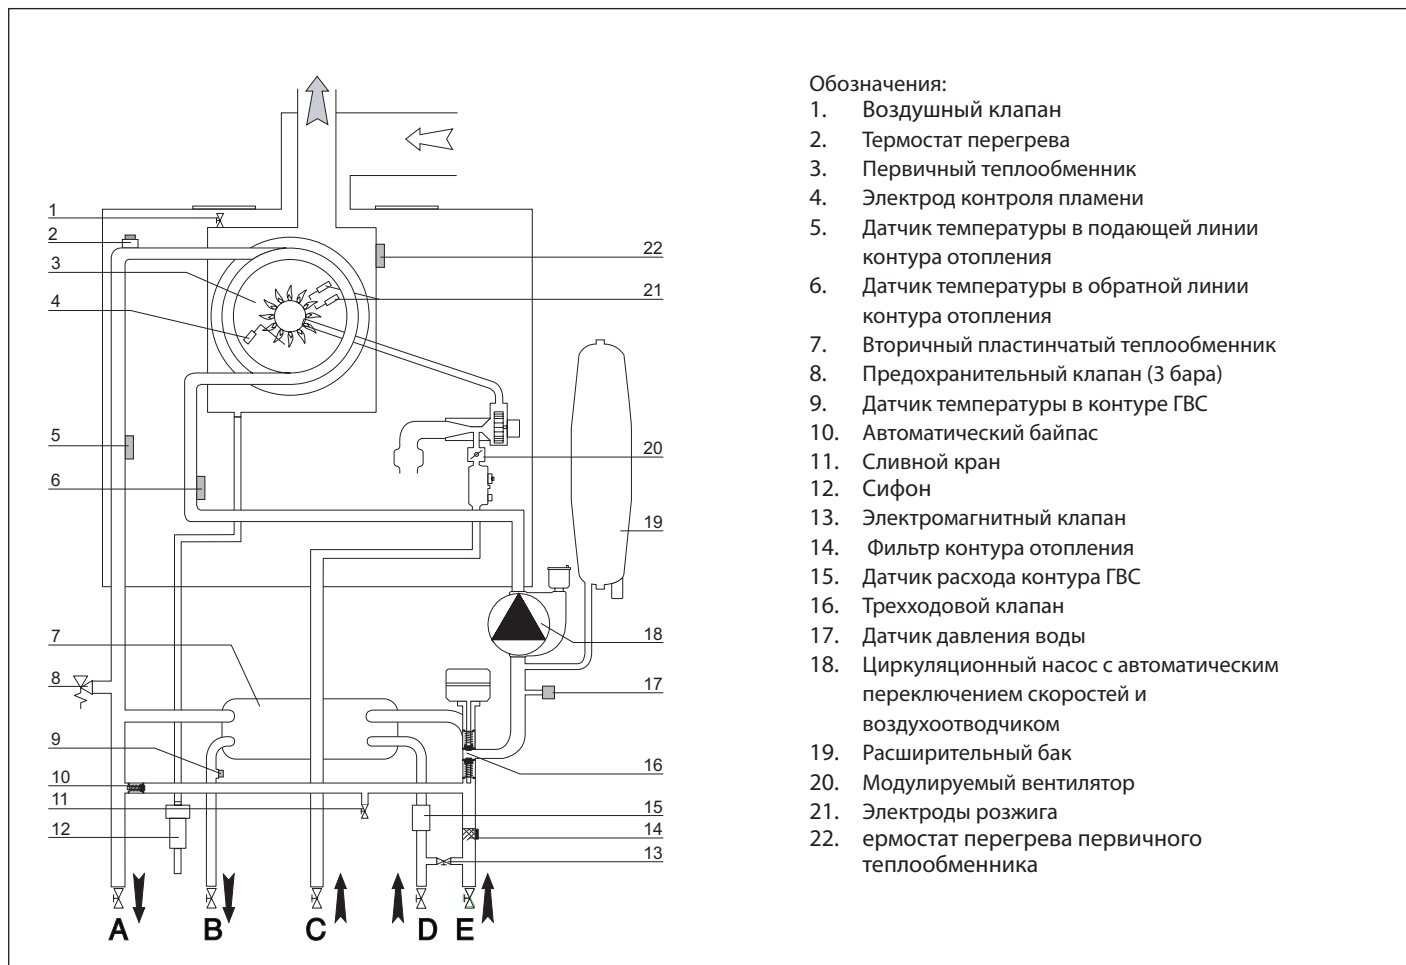 1
2
3
4
5
6
7
8
9
10
11
12
22
21
20
19
18
17
16
15
14
13
A
B
C
D
E
Обозначения:
1. Воздушный клапан
2. Термостат перегрева
3. Первичный теплообменник
4. Электрод контроля пламени
5. Датчик температуры в подающей линии
контура отопления
6. Датчик температуры в обратной линии
контура отопления
7. Вторичный пластинчатый теплообменник
8. Предохранительный клапан (3 бара)
9. Датчик температуры в контуре ГВС
10. Автоматический байпас
11. Сливной кран
12. Сифон
13. Электромагнитный клапан
14. Фильтр контура отопления
15. Датчик расхода контура ГВС
16. Трехходовой клапан
17. Датчик давления воды
18. Циркуляционный насос с автоматическим
переключением скоростей и
воздухоотводчиком
19. Расширительный бак
20. Модулируемый вентилятор
21. Электроды розжига
22. ермостат перегрева первичного
теплообменника